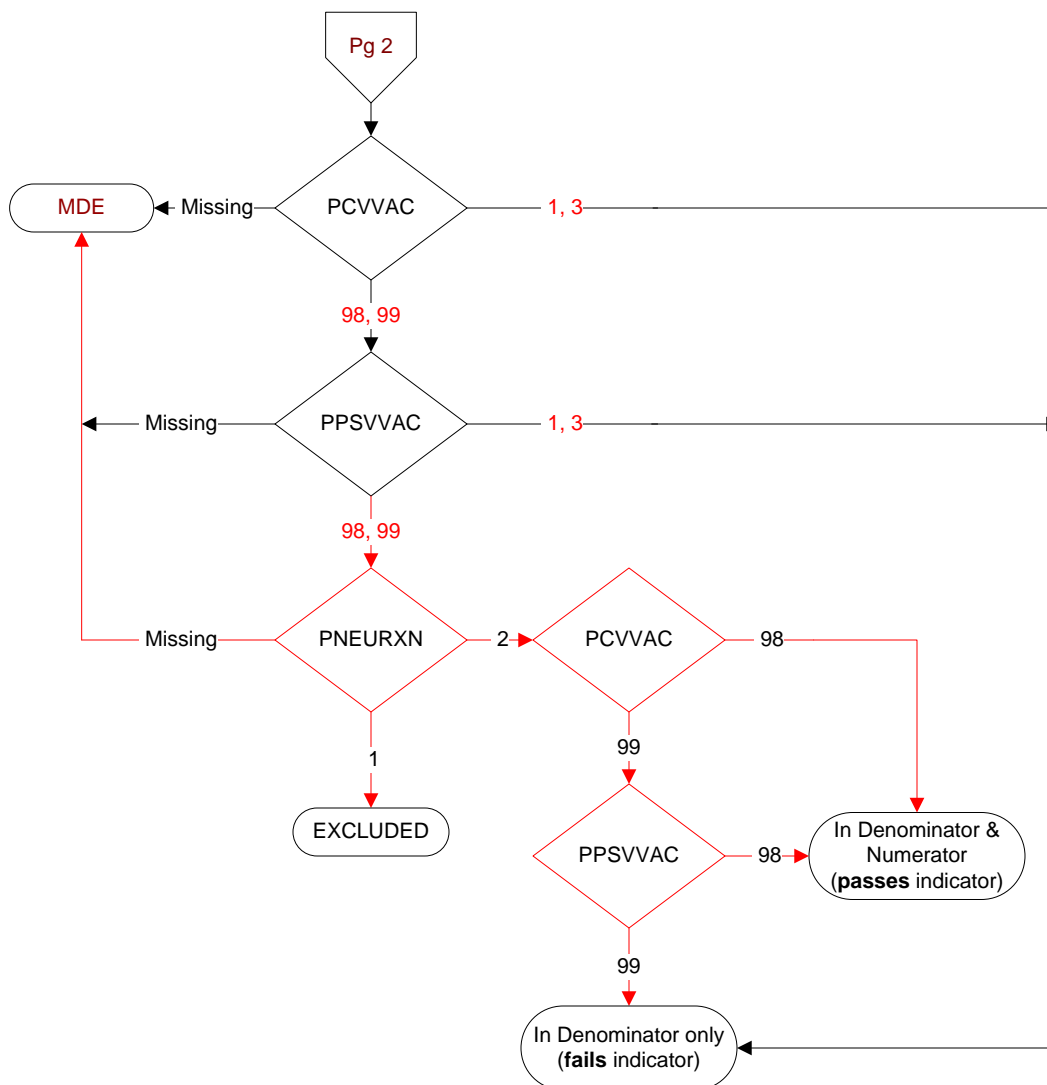 Pg 2
MDE
Missing
PCVVAC
1, 3
98, 99
Missing
PPSVVAC
1, 3
98, 99
Missing
PNEURXN
2
PCVVAC
98
1
99
EXCLUDED
PPSVVAC
98
In Denominator &
Numerator
(passes indicator)
99
In Denominator only
(fails indicator)